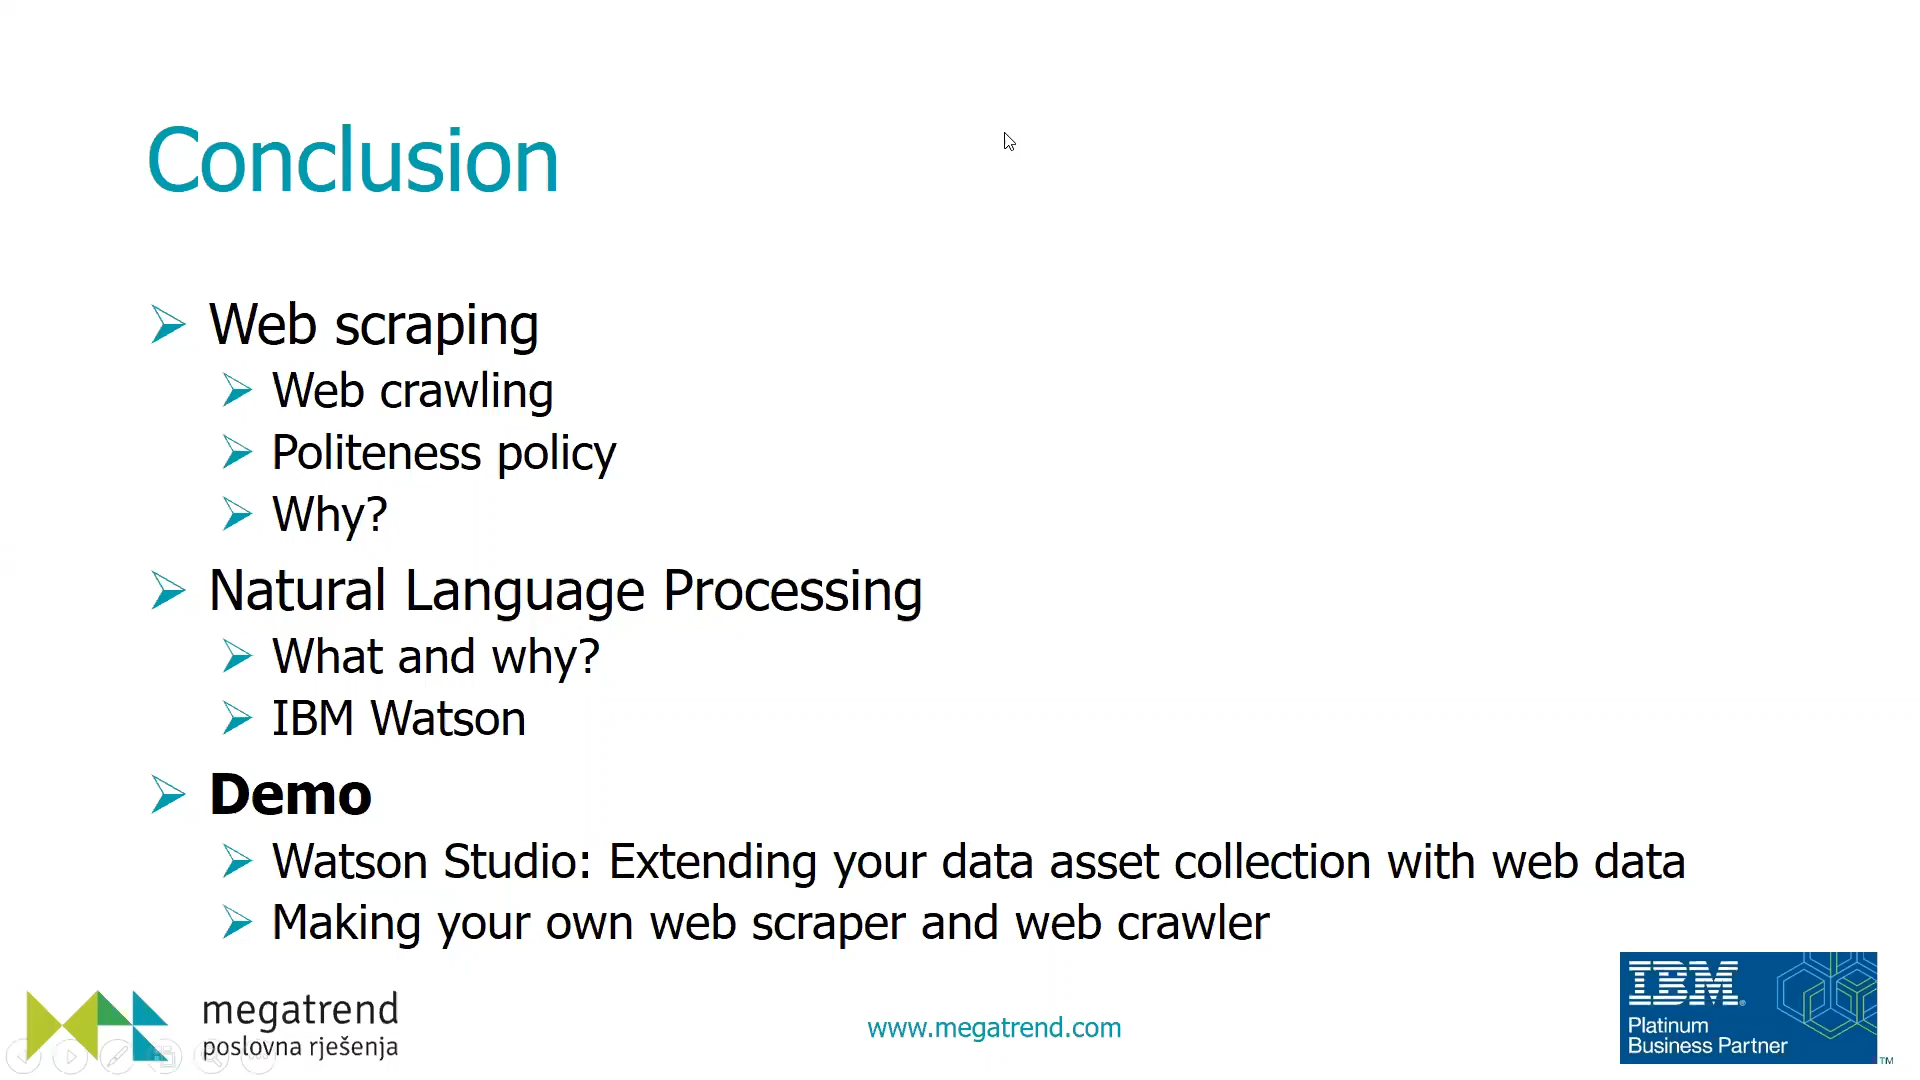 Conclusion
Web scraping
Web crawling
Politeness policy
Why?
Natural Language Processing
What and why?
IBM Watson
Demo
Watson Studio: Extending your data asset collection with web data
Making your own web scraper and web crawler
megatrend
poslovna rješenja
www.megatrend.com
IBM®
Platinum
Business Partner
TM